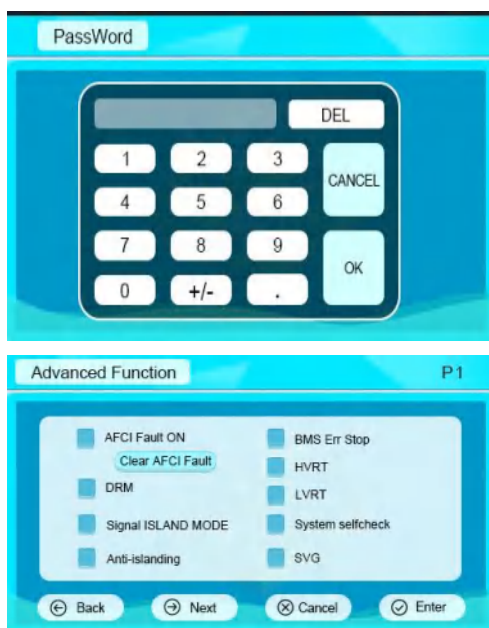 PassWord
DEL
1 2 3
CANCEL
4 5 6
7 8 9
OK
0 +/- .
Advanced Function P1
AFCI Fault ON BMS Err Stop
Clear AFCI Fault HVRT
DRM LVRT
Signal ISLAND MODE System selfcheck
Anti-islanding SVG
Back Next Cancel Enter